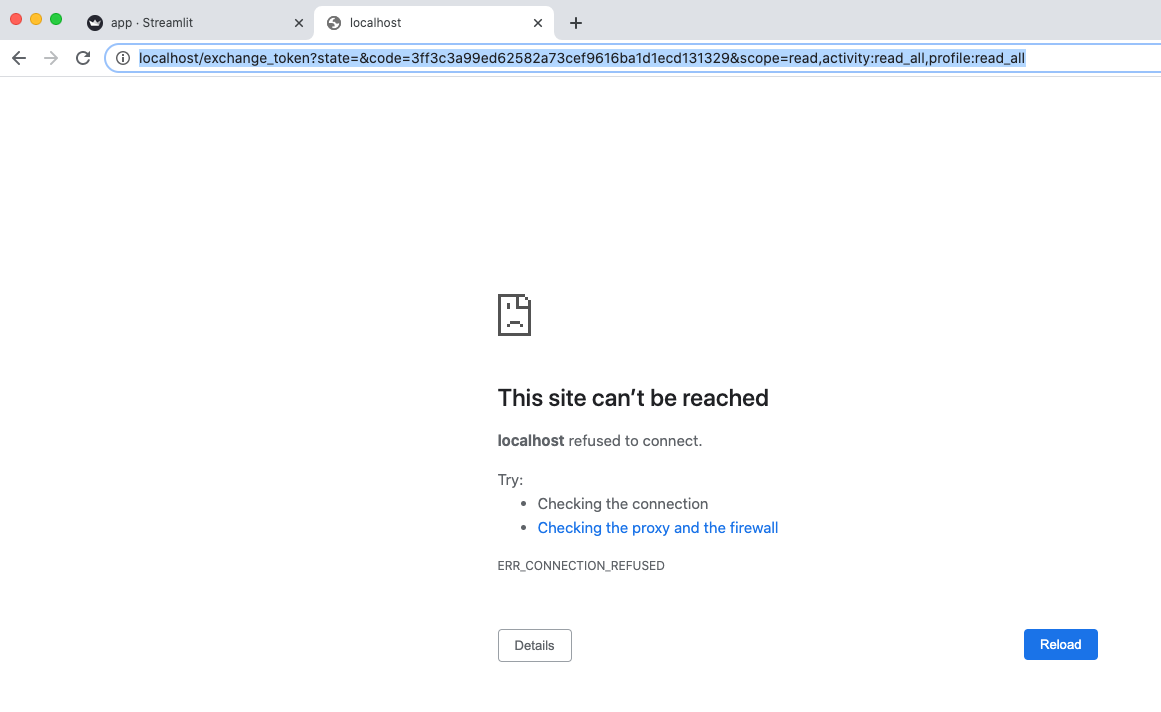 app · Streamlit
localhost
localhost/exchange_token?state=&code=3ff3c3a99ed62582a73cef9616ba1d1ecd131329&scope=read,activity:read_all,profile:read_all
This site can’t be reached
localhost refused to connect.
Try:
• Checking the connection
• Checking the proxy and the firewall
ERR_CONNECTION_REFUSED
Details
Reload